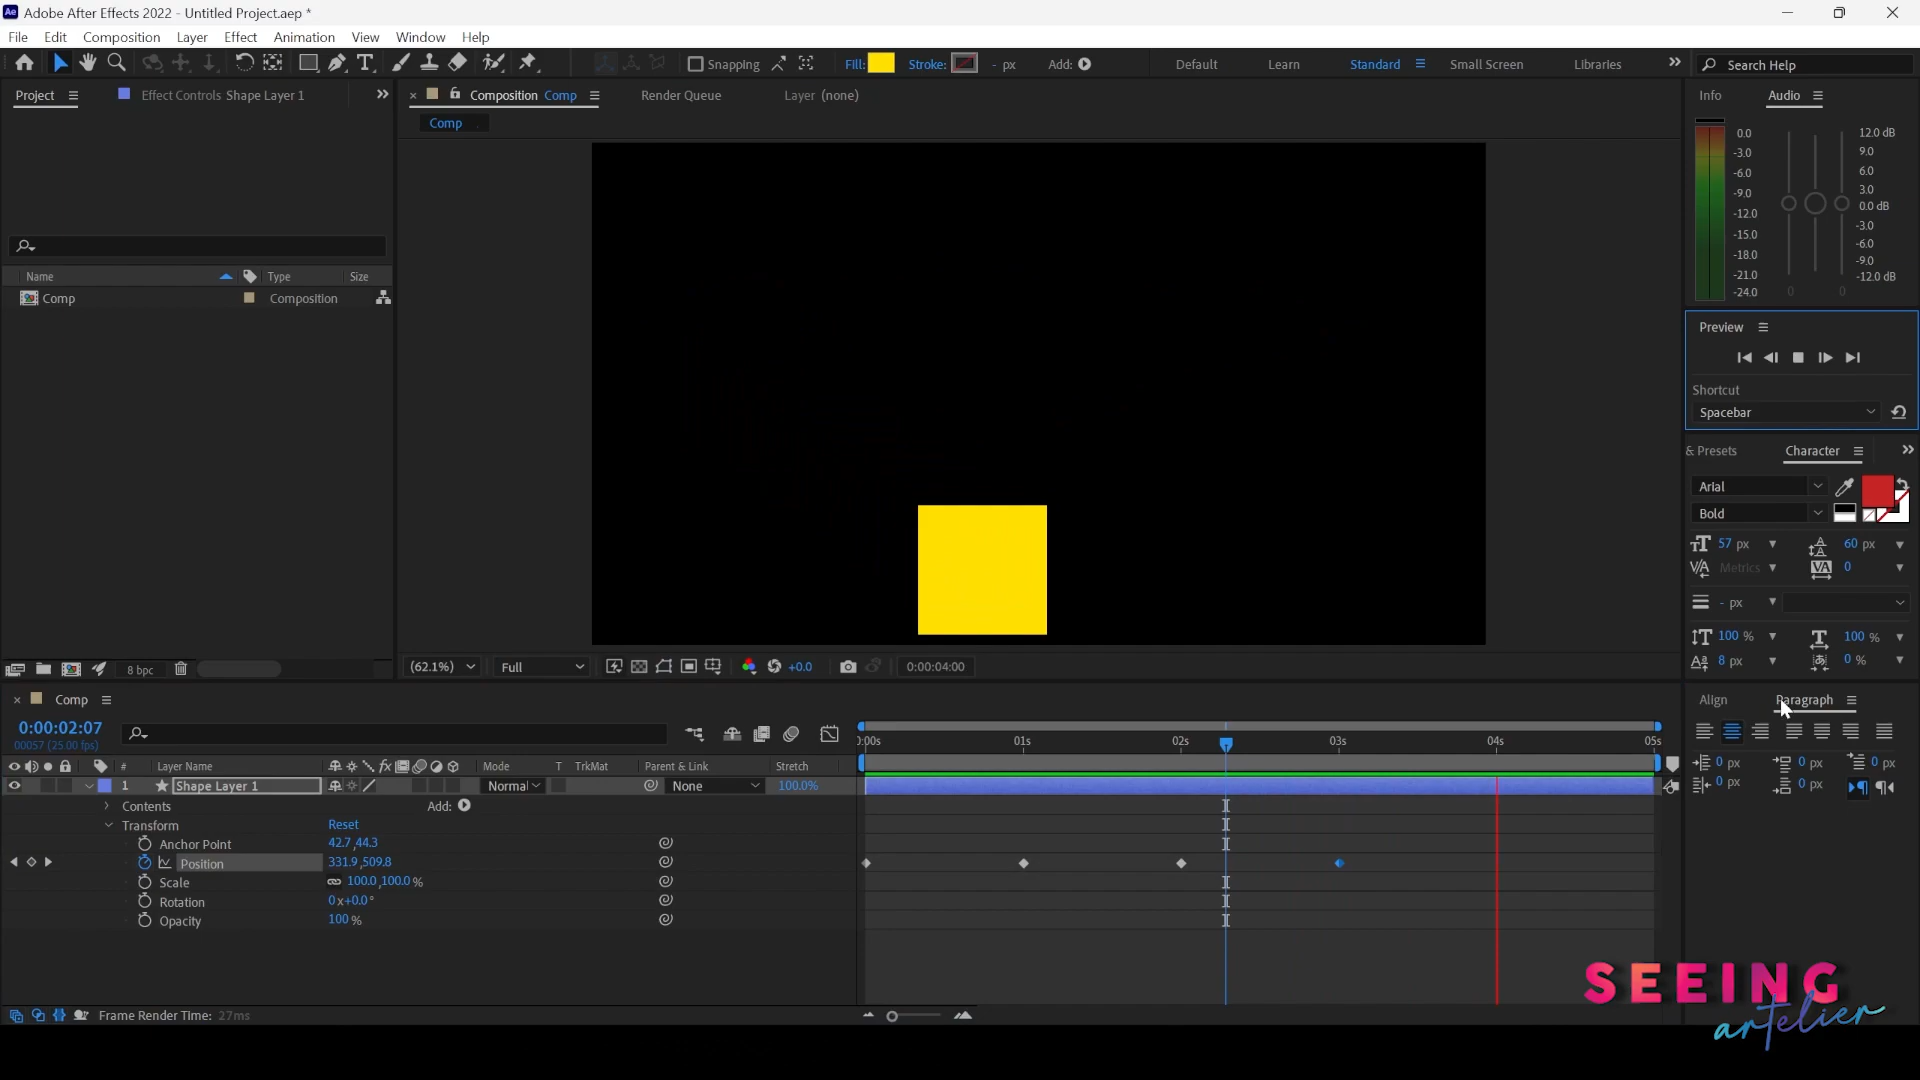 Adobe After Effects 2022 - Untitled Project.aep *
File Edit Composition Layer Effect Animation View Window Help
Snapping Fill: Stroke: - px Add: Default Learn Standard Small Screen Libraries Search Help
Project Effect Controls Shape Layer 1 Composition Comp Render Queue Layer (none) Info Audio
Comp
0.0 12.0 dB
-3.0 9.0
-6.0 6.0
-9.0 3.0
-12.0 0.0 dB
-15.0 -3.0
-18.0 -6.0
-21.0 -9.0
-24.0 0 0 -12.0 dB
Name Type Size
Comp Composition
Preview
Shortcut
Spacebar
& Presets Character
Arial
Bold
57 px 60 px
Metrics 0
- px
100 % 100 %
8 px 0 %
8 bpc (62.1%) Full +0.0 0:00:04:00
Comp Align Paragraph
0:00:02:07
00057 (25.00 fps)
0:00s 01s 02s 03s 04s 05s
# Layer Name Mode T TrkMat Parent & Link Stretch
1 Shape Layer 1 Normal None 100.0%
0 px 0 px 0 px
0 px 0 px
Contents Add:
Transform Reset
Anchor Point 42.7,44.3
Position 331.9,509.8
Scale 100.0,100.0 %
Rotation 0x+0.0°
Opacity 100 %
Frame Render Time: 27ms
SEEING
artelier